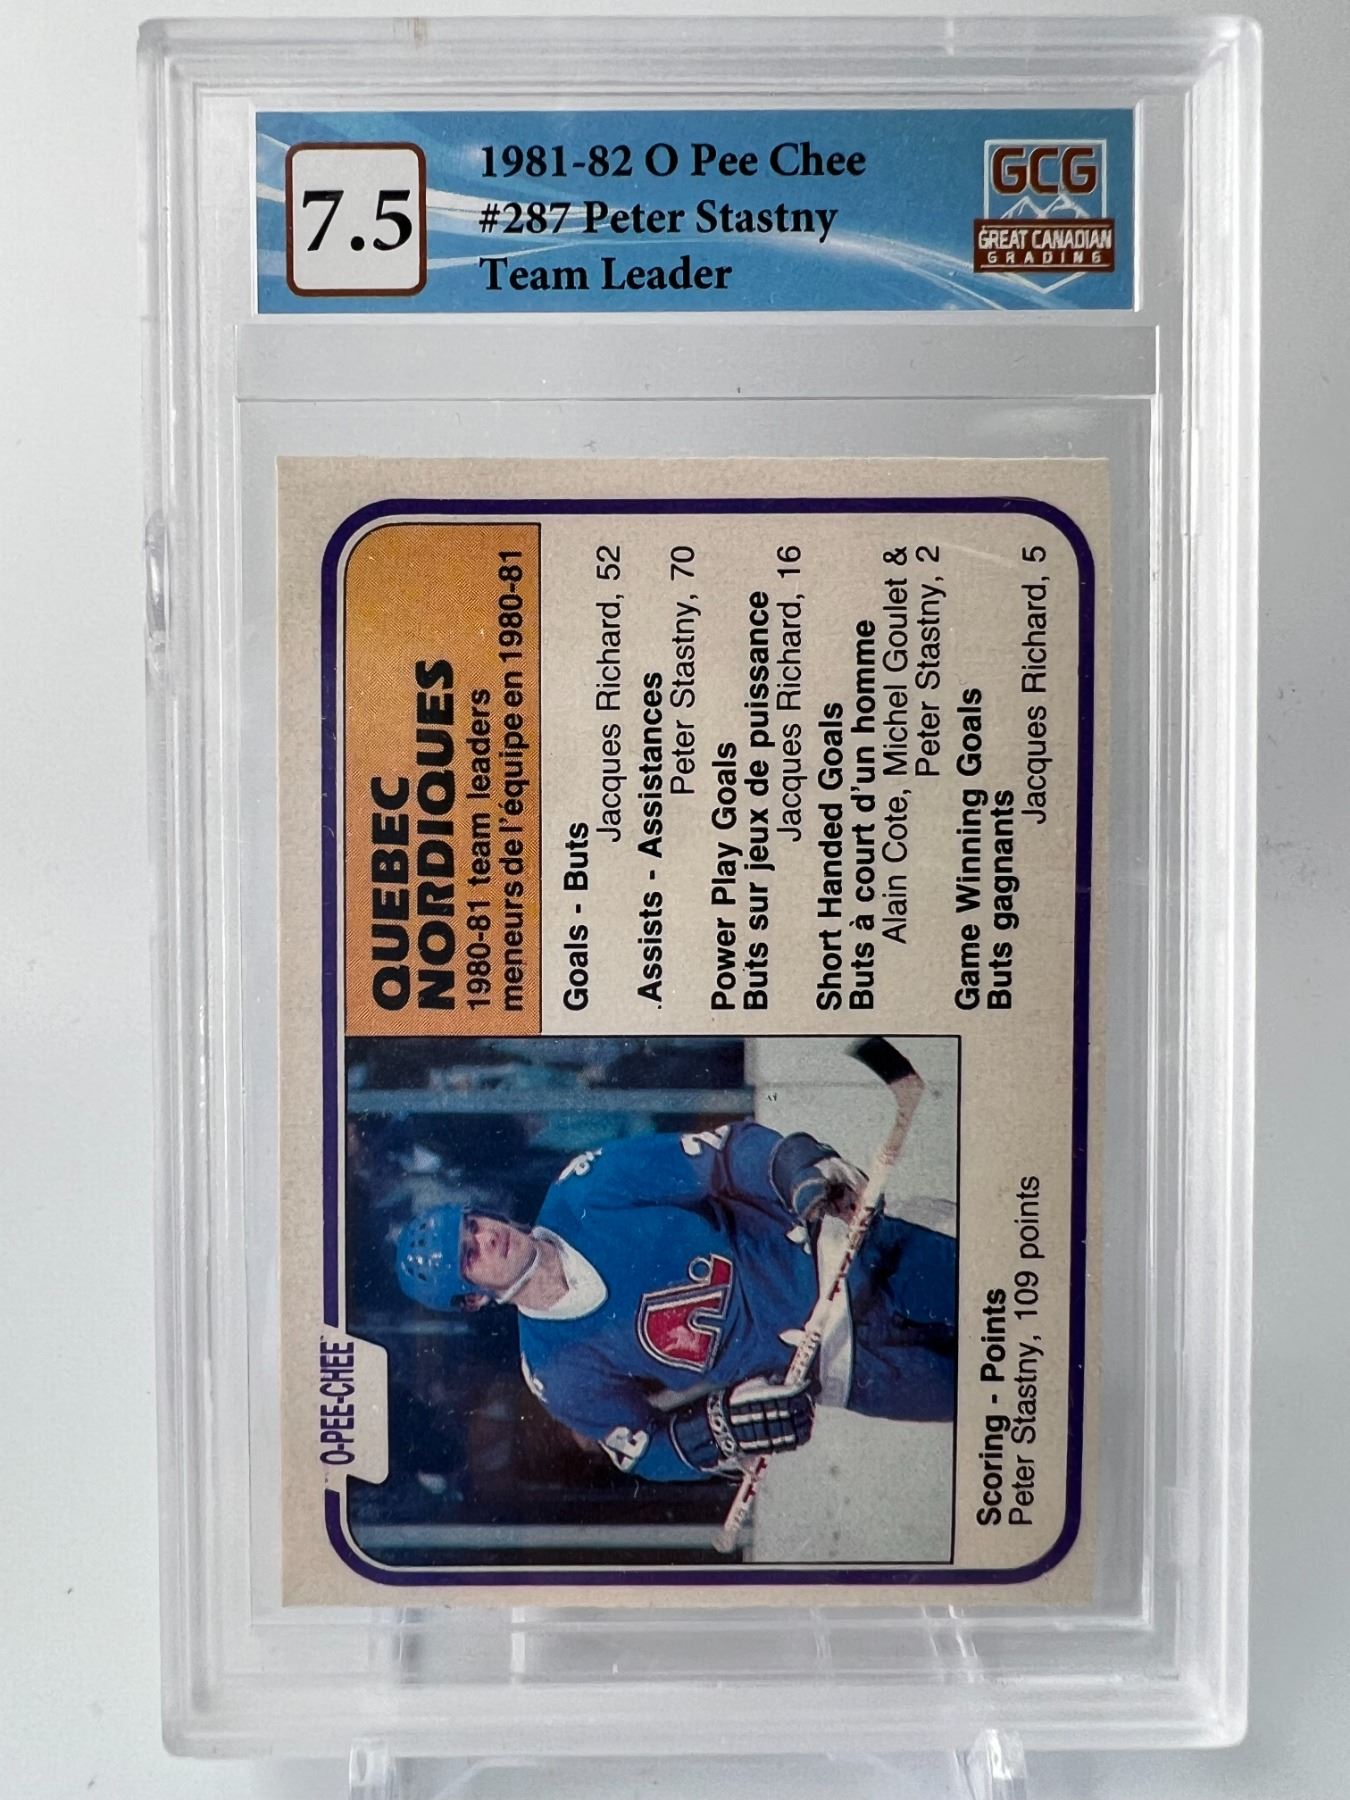 7.5
1981-82 O Pee Chee
#287 Peter Stastny
Team Leader
GCG
GREAT CANADIAN
GRADING
O-PEE-CHEE
QUEBEC
NORDIQUES
1980-81 team leaders
meneurs de l'équipe en 1980-81
Goals - Buts
Jacques Richard, 52
Assists - Assistances
Peter Stastny, 70
Power Play Goals
Buts sur jeux de puissance
Jacques Richard, 16
Short Handed Goals
Buts à court d'un homme
Alain Cote, Michel Goulet &
Peter Stastny, 2
Game Winning Goals
Buts gagnants
Jacques Richard, 5
Scoring - Points
Peter Stastny, 109 points